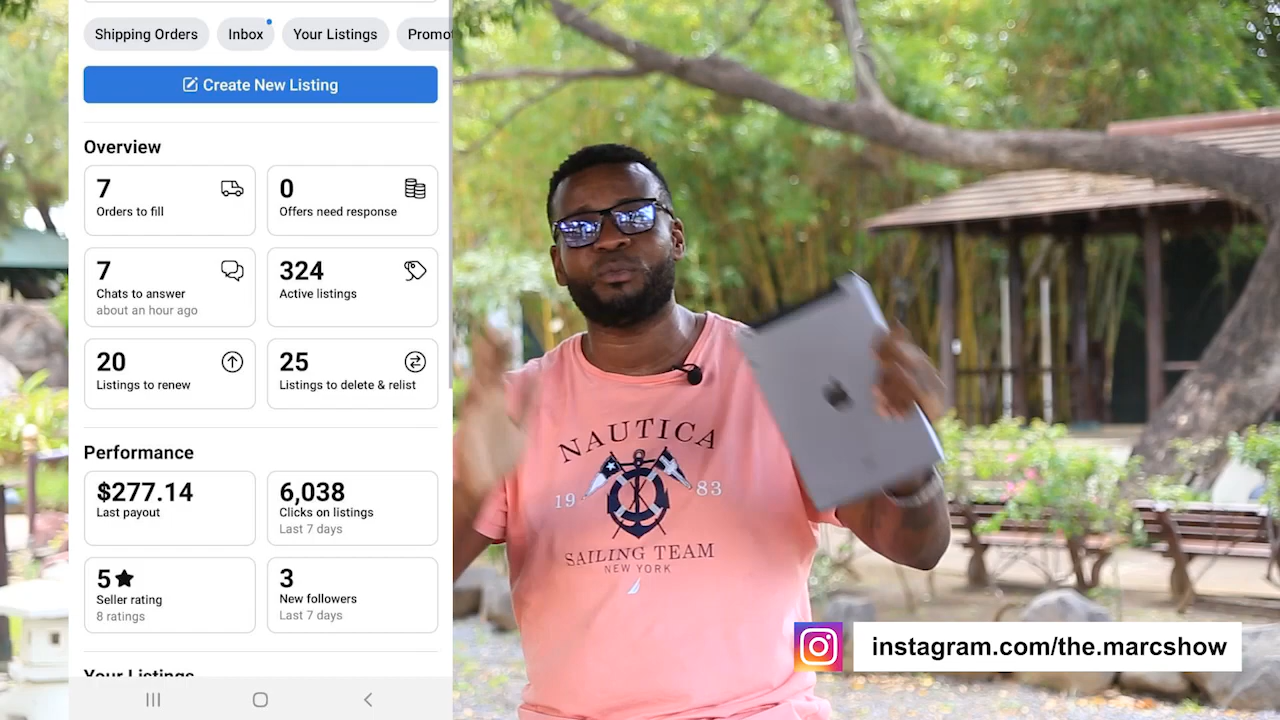 Shipping Orders
Inbox
Your Listings
Promo
Create New Listing
Overview
7
Orders to fill
0
Offers need response
7
Chats to answer
about an hour ago
324
Active listings
20
Listings to renew
25
Listings to delete & relist
Performance
$277.14
Last payout
6,038
Clicks on listings
Last 7 days
5
Seller rating
8 ratings
3
New followers
Last 7 days
Your Listings
NAUTICA
19 83
SAILING TEAM
NEW YORK
instagram.com/the.marcshow